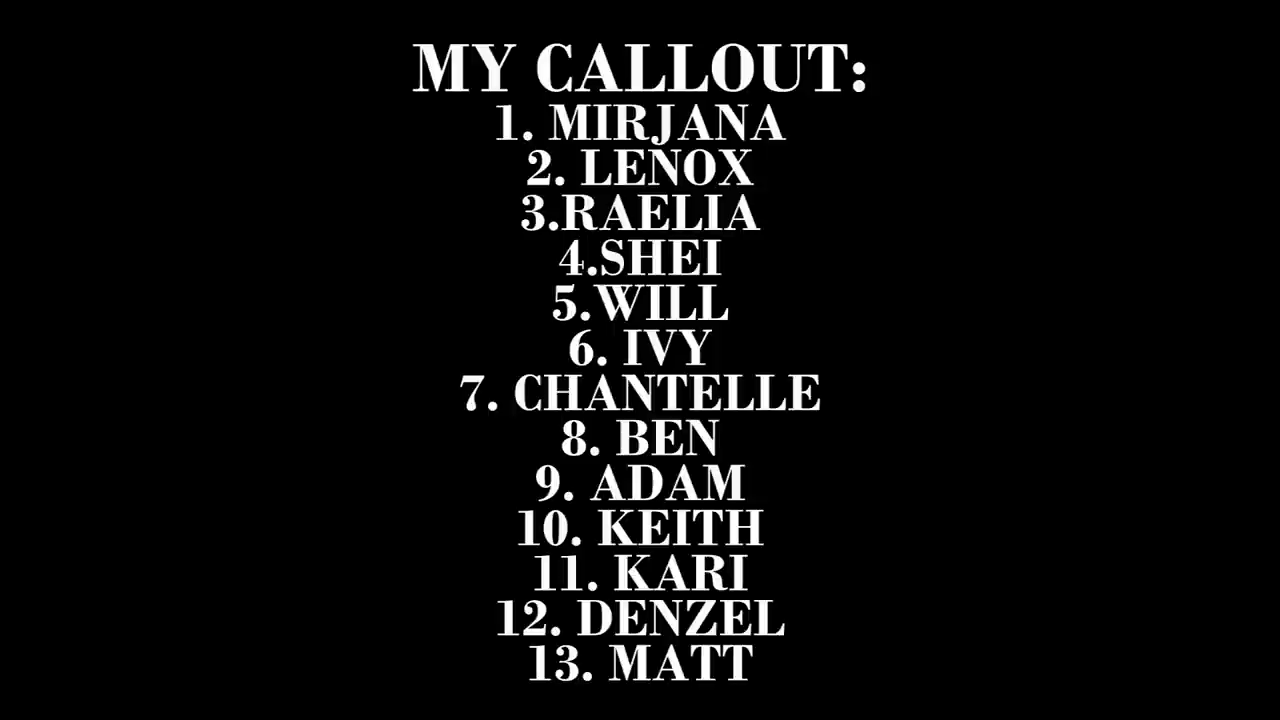 MY CALLOUT:
1. MIRJANA
2. LENOX
3.RAELIA
4.SHEI
5.WILL
6. IVY
7. CHANTELLE
8. BEN
9. ADAM
10. KEITH
11. KARI
12. DENZEL
13. MATT